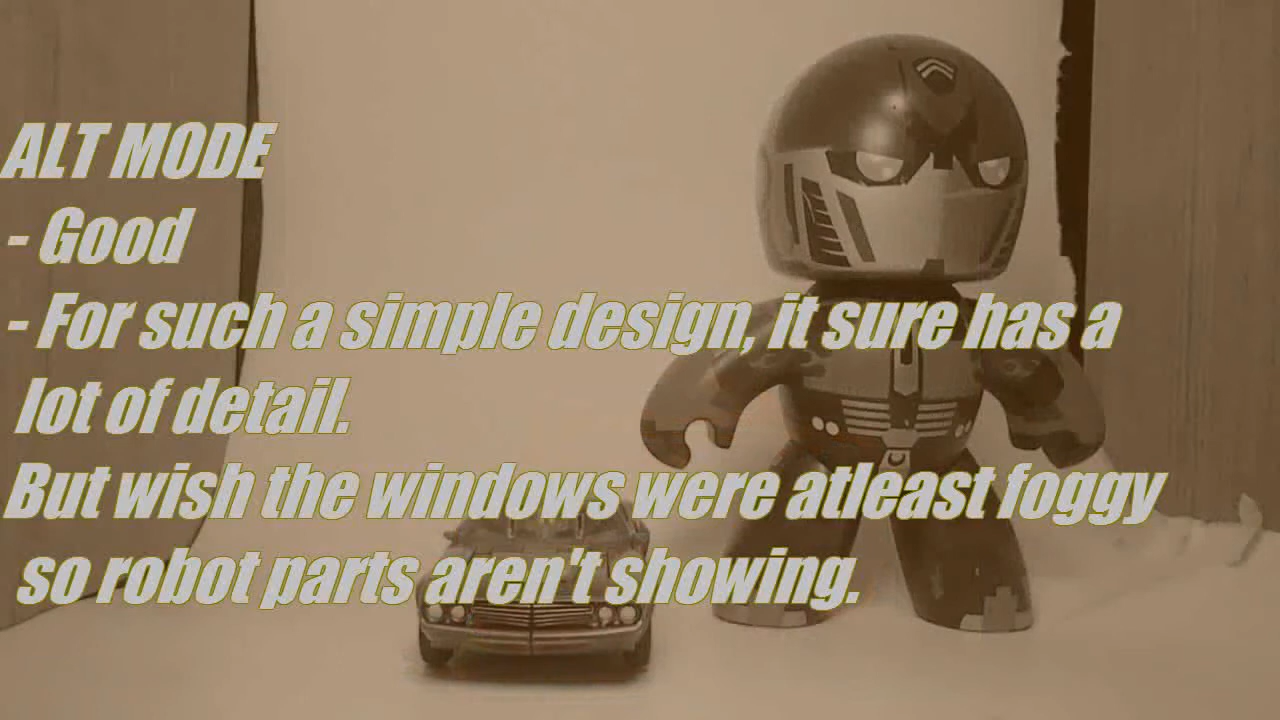 ALT MODE
- Good
- For such a simple design, it sure has a
lot of detail.
But wish the windows were atleast foggy
so robot parts aren't showing.